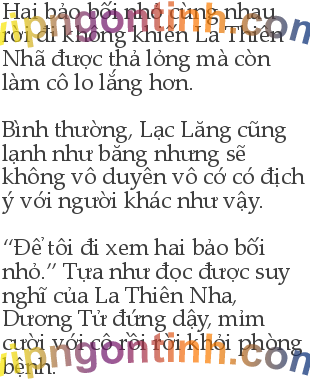 Hai bảo bối nhỏ cùng nhau
rời đi không khiến La Thiên
Nhã được thả lỏng mà còn
làm cô lo lắng hơn.
Bình thường, Lạc Lăng cũng
lạnh như băng nhưng sẽ
không vô duyên vô cớ có địch
ý với người khác như vậy.
“Để tôi đi xem hai bảo bối
nhỏ.” Tựa như đọc được suy
nghĩ của La Thiên Nha,
Dương Tử đứng dậy, mỉm
cười với cô rồi rời khỏi phòng
bệnh.
vipngontinh.com
vipngontinh.com